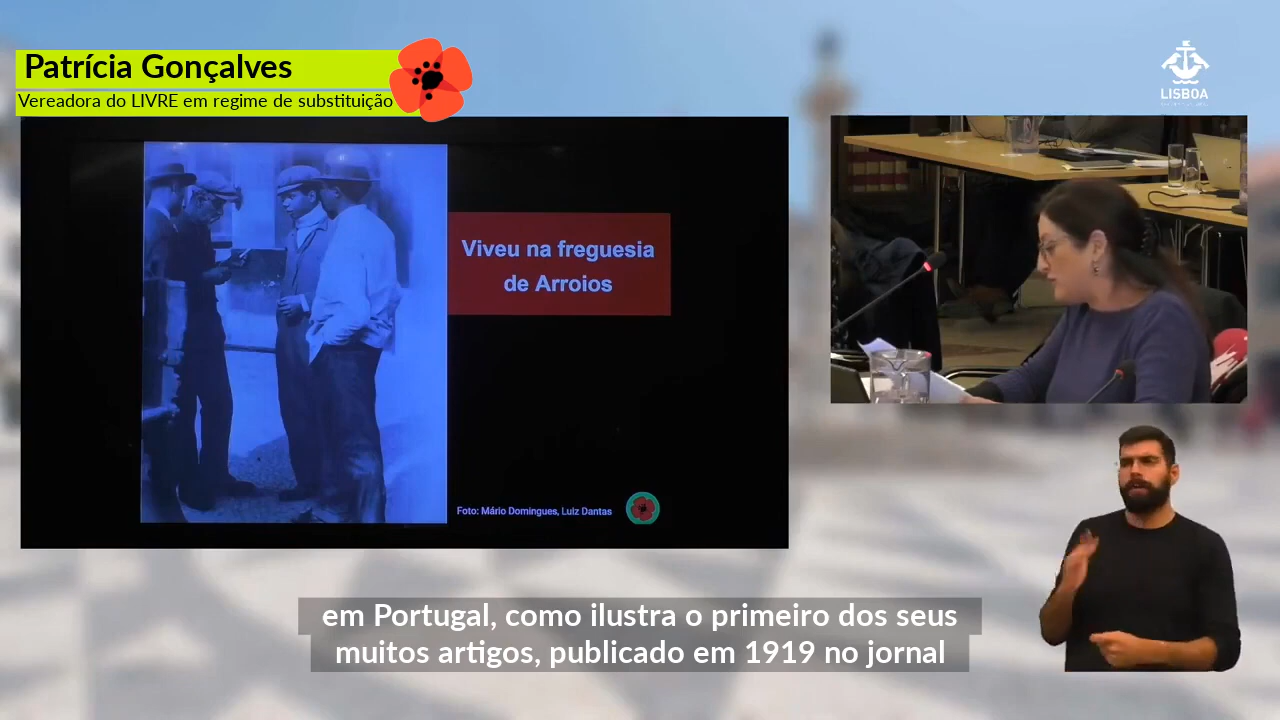 Patrícia Gonçalves
Vereadora do LIVRE em regime de substituição
LISBOA
Viveu na freguesia
de Arroios
Foto: Mário Domingues, Luiz Dantas
em Portugal, como ilustra o primeiro dos seus
muitos artigos, publicado em 1919 no jornal